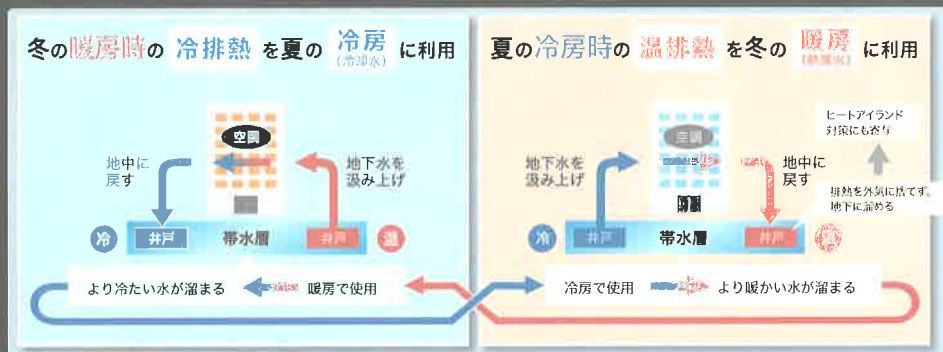 冬の暖房時の 冷排熱 を夏の 冷房 に利用
(冷却水)
空調
地中に
戻す
地下水を
汲み上げ
冷 井戸 帯水層 井戸 温
より冷たい水が溜まる 暖房で使用
夏の冷房時の 温排熱 を冬の 暖房 に利用
(熱源水)
ヒートアイランド
対策にも寄与
空調
地下水を
汲み上げ
地中に
戻す
排熱を外気に捨てず、
地下に溜める
冷 井戸 帯水層 井戸
冷房で使用 より暖かい水が溜まる